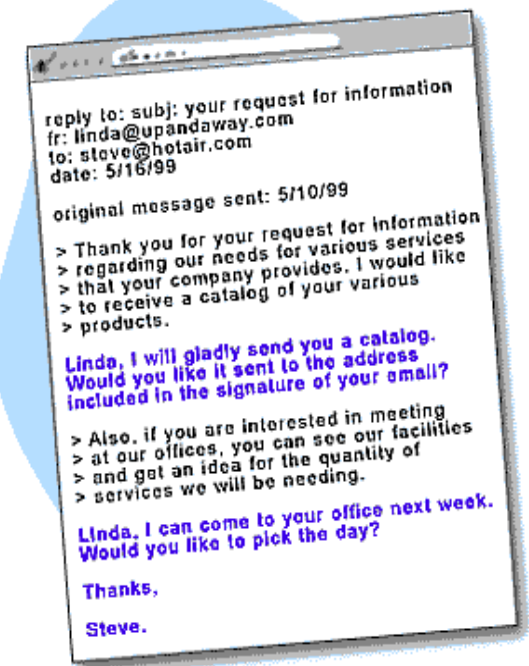 reply to: subj: your request for information
fr: linda@upandaway.com
to: steve@hotair.com
date: 5/16/99
original message sent: 5/10/99
> Thank you for your request for information
> regarding our needs for various services
> that your company provides. I would like
> to receive a catalog of your various
> products.
Linda, I will gladly send you a catalog.
Would you like it sent to the address
included in the signature of your email?
> Also, if you are interested in meeting
> at our offices, you can see our facilities
> and get an idea for the quantity of
> services we will be needing.
Linda, I can come to your office next week.
Would you like to pick the day?
Thanks,
Steve.